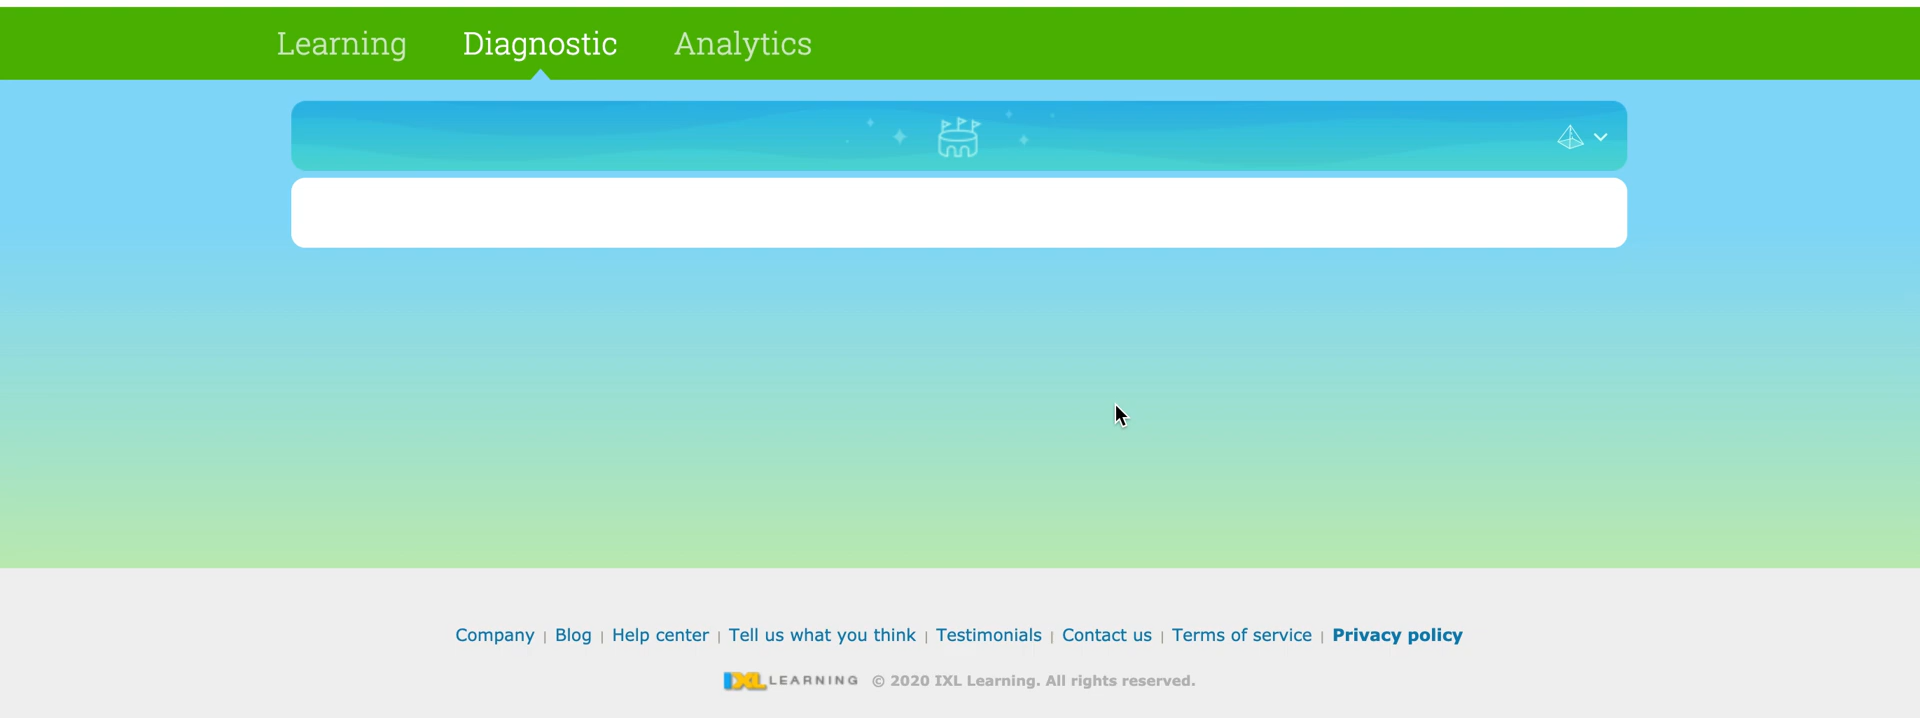 Learning Diagnostic Analytics
Company | Blog | Help center | Tell us what you think | Testimonials | Contact us | Terms of service | Privacy policy
IXL LEARNING © 2020 IXL Learning. All rights reserved.